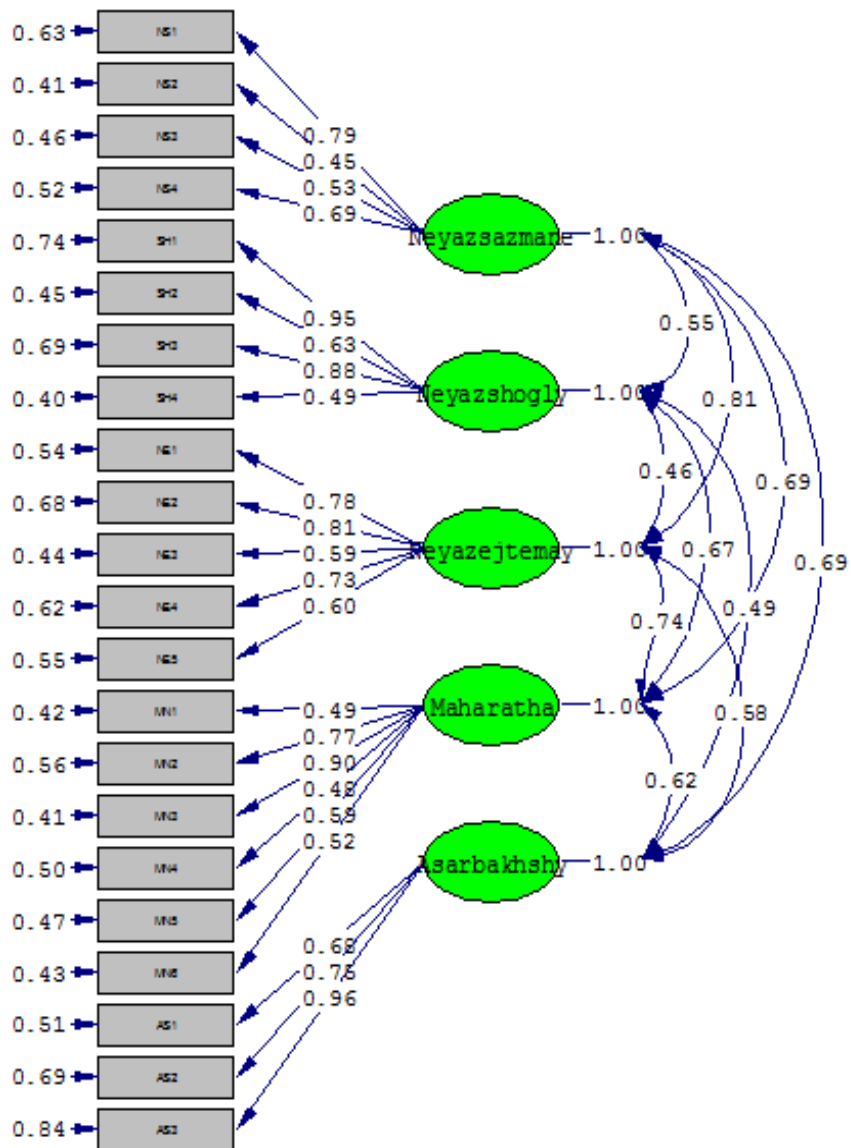 0.63 NS1
0.41 NS2
0.46 NS3
0.52 NS4
0.74 SH1
0.45 SH2
0.69 SH3
0.40 SH4
0.54 NE1
0.68 NE2
0.44 NE3
0.62 NE4
0.55 NE5
0.42 MN1
0.56 MN2
0.41 MN3
0.50 MN4
0.47 MN5
0.43 MN6
0.51 AS1
0.69 AS2
0.84 AS3
0.79
0.45
0.53
0.69
0.95
0.63
0.88
0.49
0.78
0.81
0.59
0.73
0.60
0.49
0.77
0.90
0.48
0.59
0.52
0.68
0.75
0.96
Neyazsazmane 1.00
Neyazshogly 1.00
Neyazejtemay 1.00
Maharatha 1.00
Asarbakhshy 1.00
0.55
0.81
0.46
0.69
0.67
0.69
0.74
0.49
0.58
0.62